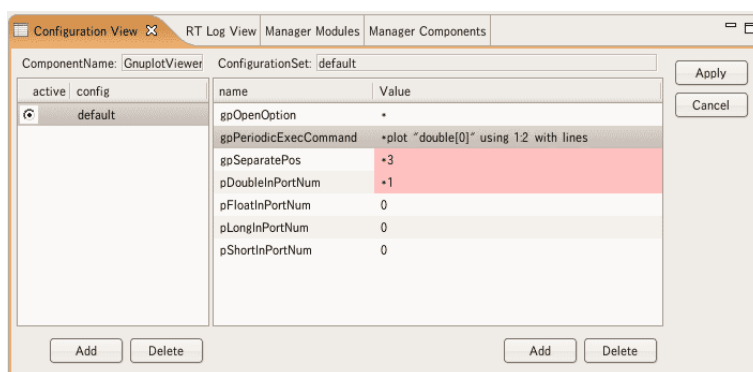 Configuration View RT Log View Manager Modules Manager Components
ComponentName: GnuplotViewer ConfigurationSet: default
Apply
active config name Value
Cancel
default gpOpenOption *
gpPeriodicExecCommand *plot "double[0]" using 1:2 with lines
gpSeparatePos *3
pDoubleInPortNum *1
pFloatInPortNum 0
pLongInPortNum 0
pShortInPortNum 0
Add Delete Add Delete